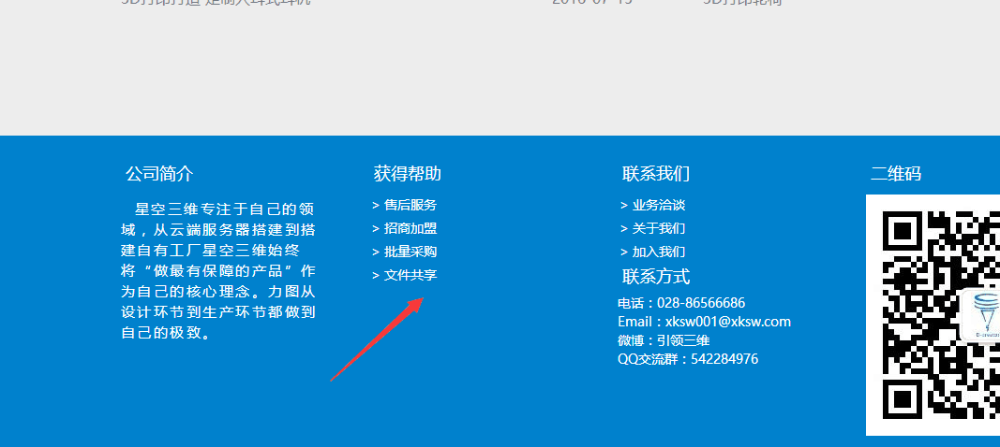 公司简介
星空三维专注于自己的领
域，从云端服务器搭建到搭
建自有工厂星空三维始终
将“做最有保障的产品”作
为自己的核心理念。力图从
设计环节到生产环节都做到
自己的极致。
获得帮助
> 售后服务
> 招商加盟
> 批量采购
> 文件共享
联系我们
> 业务洽谈
> 关于我们
> 加入我们
联系方式
电话：028-86566686
Email：xksw001@xksw.com
微博：引领三维
QQ交流群：542284976
二维码